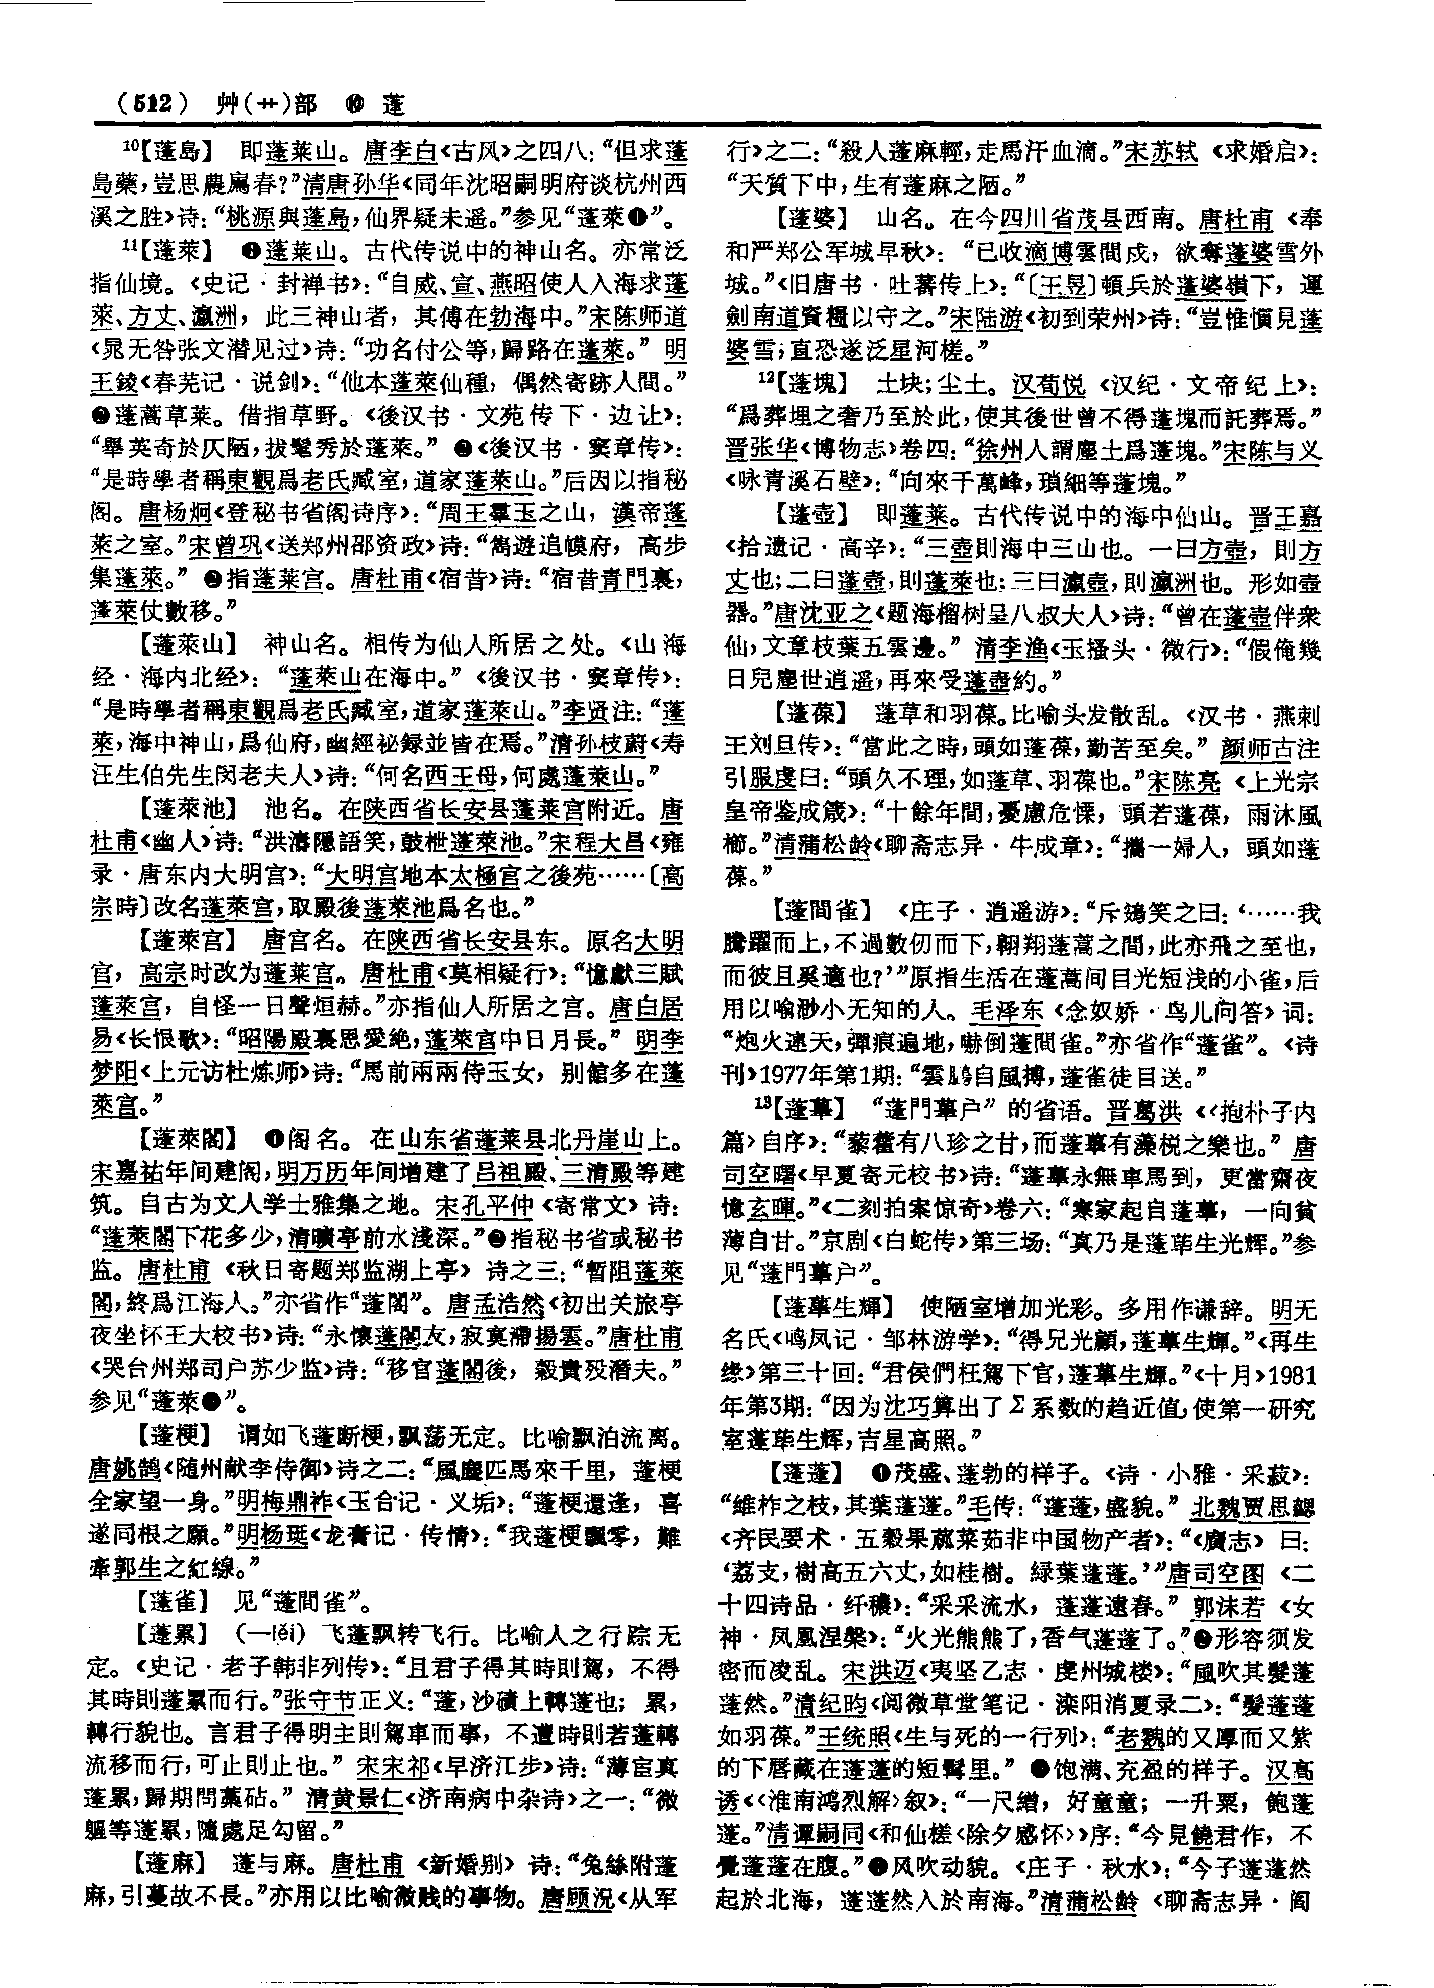 (512) 艸(艹)部 ⑩ 蓬
10【蓬島】 即蓬莱山。唐李白《古风》之四八：“但求蓬
島藥，豈思農扈春？”清唐孙华《同年沈昭嗣明府谈杭州西
溪之胜》诗：“桃源與蓬島，仙界疑未遥。”参见“蓬萊❶”。
11【蓬萊】 ❶蓬莱山。古代传说中的神山名。亦常泛
指仙境。《史记·封禅书》：“自威、宣、燕昭使人入海求蓬
萊、方丈、瀛洲，此三神山者，其傅在勃海中。”宋陈师道
《晁无咎张文潜见过》诗：“功名付公等，歸路在蓬萊。” 明
王錂《春芜记·说剑》：“他本蓬萊仙種，偶然寄跡人間。”
❷蓬蒿草莱。借指草野。《後汉书·文苑传下·边让》：
“舉英奇於仄陋，拔髦秀於蓬萊。” ❸《後汉书·窦章传》：
“是時學者稱東觀爲老氏臧室，道家蓬萊山。”后因以指秘
阁。唐杨炯《登秘书省阁诗序》：“周王羣玉之山，漢帝蓬
萊之室。”宋曾巩《送郑州邵资政》诗：“雋遊追幙府，高步
集蓬萊。” ❹指蓬莱宫。唐杜甫《宿昔》诗：“宿昔青門裏，
蓬萊仗數移。”
【蓬萊山】 神山名。相传为仙人所居之处。《山海
经·海内北经》：“蓬萊山在海中。”《後汉书·窦章传》：
“是時學者稱東觀爲老氏臧室，道家蓬萊山。”李贤注：“蓬
萊，海中神山，爲仙府，幽經祕録並皆在焉。”清孙枝蔚《寿
汪生伯先生闵老夫人》诗：“何名西王母，何處蓬萊山。”
【蓬萊池】 池名。在陕西省长安县蓬莱宫附近。唐
杜甫《幽人》诗：“洪濤隱語笑，鼓枻蓬萊池。”宋程大昌《雍
录·唐东内大明宫》：“大明宫地本太極宫之後苑……〔高
宗時〕改名蓬萊宫，取殿後蓬萊池爲名也。”
【蓬萊宫】 唐宫名。在陕西省长安县东。原名大明
宫，高宗时改为蓬莱宫。唐杜甫《莫相疑行》：“憶獻三賦
蓬萊宫，自怪一日聲烜赫。”亦指仙人所居之宫。唐白居
易《长恨歌》：“昭陽殿裏恩愛絶，蓬萊宫中日月長。” 明李
梦阳《上元访杜炼师》诗：“馬前兩兩侍玉女，别館多在蓬
萊宫。”
【蓬萊閣】 ❶阁名。在山东省蓬莱县北丹崖山上。
宋嘉祐年间建阁，明万历年间增建了吕祖殿、三清殿等建
筑。自古为文人学士雅集之地。宋孔平仲《寄常文》诗：
“蓬萊閣下花多少，清曠亭前水淺深。”❷指秘书省或秘书
监。唐杜甫《秋日寄题郑监湖上亭》诗之三：“暫阻蓬萊
閣，終爲江海人。”亦省作“蓬閣”。唐孟浩然《初出关旅亭
夜坐怀王大校书》诗：“永懷蓬閣友，寂寞滯揚雲。”唐杜甫
《哭台州郑司户苏少监》诗：“移官蓬閣後，穀貴殁潛夫。”
参见“蓬萊❸”。
【蓬梗】 谓如飞蓬断梗，飘荡无定。比喻飘泊流离。
唐姚鹄《随州献李侍御》诗之二：“風塵匹馬來千里，蓬梗
全家望一身。”明梅鼎祚《玉合记·义姤》：“蓬梗還逢，喜
遂同根之願。”明杨珽《龙膏记·传情》：“我蓬梗飄零，難
牽郭生之紅線。”
【蓬雀】 见“蓬間雀”。
【蓬累】 (一lěi) 飞蓬飘转飞行。比喻人之行踪无
定。《史记·老子韩非列传》：“且君子得其時則駕，不得
其時則蓬累而行。”张守节正义：“蓬，沙磧上轉蓬也；累，
轉行貌也。言君子得明主則駕車而事，不遭時則若蓬轉
流移而行，可止則止也。” 宋宋祁《早济江步》诗：“薄宦真
蓬累，歸期問藁砧。” 清黄景仁《济南病中杂诗》之一：“微
軀等蓬累，隨處足勾留。”
【蓬麻】 蓬与麻。唐杜甫《新婚别》诗：“兔絲附蓬
麻，引蔓故不長。”亦用以比喻微贱的事物。唐顾况《从军
行》之二：“殺人蓬麻輕，走馬汗血滴。”宋苏轼《求婚启》：
“天質下中，生有蓬麻之陋。”
【蓬婆】 山名。在今四川省茂县西南。唐杜甫《奉
和严郑公军城早秋》：“已收滴博雲間戍，欲奪蓬婆雪外
城。”《旧唐书·吐蕃传上》：“〔王昱〕頓兵於蓬婆嶺下，運
劍南道資糧以守之。”宋陆游《初到荣州》诗：“豈惟慣見蓬
婆雪；直恐遂泛星河槎。”
12【蓬塊】 土块；尘土。汉荀悦《汉纪·文帝纪上》：
“爲葬埋之奢乃至於此，使其後世曾不得蓬塊而託葬焉。”
晋张华《博物志》卷四：“徐州人謂塵土爲蓬塊。”宋陈与义
《咏青溪石壁》：“向來千萬峰，瑣細等蓬塊。”
【蓬壺】 即蓬莱。古代传说中的海中仙山。晋王嘉
《拾遗记·高辛》：“三壺則海中三山也。一曰方壺，則方
丈也；二曰蓬壺，則蓬萊也；三曰瀛壺，則瀛洲也。形如壺
器。”唐沈亚之《题海榴树呈八叔大人》诗：“曾在蓬壺伴衆
仙，文章枝葉五雲邊。” 清李渔《玉搔头·微行》：“假俺幾
日兒塵世逍遥，再來受蓬壺約。”
【蓬葆】 蓬草和羽葆。比喻头发散乱。《汉书·燕刺
王刘旦传》：“當此之時，頭如蓬葆，勤苦至矣。” 颜师古注
引服虔曰：“頭久不理，如蓬草、羽葆也。”宋陈亮《上光宗
皇帝鉴成箴》：“十餘年間，憂慮危慄，頭若蓬葆，雨沐風
櫛。”清蒲松龄《聊斋志异·牛成章》：“攜一婦人，頭如蓬
葆。”
【蓬間雀】 《庄子·逍遥游》：“斥鴳笑之曰：‘……我
騰躍而上，不過數仞而下，翱翔蓬蒿之間，此亦飛之至也，
而彼且奚適也？’”原指生活在蓬蒿间目光短浅的小雀，后
用以喻渺小无知的人。毛泽东《念奴娇·鸟儿问答》词：
“炮火連天，彈痕遍地，嚇倒蓬間雀。”亦省作“蓬雀”。《诗
刊》1977年第1期：“雲鵬自風摶，蓬雀徒目送。”
13【蓬蓽】 “蓬門蓽户”的省语。晋葛洪《〈抱朴子内
篇〉自序》：“藜藿有八珍之甘，而蓬蓽有藻梲之樂也。” 唐
司空曙《早夏寄元校书》诗：“蓬蓽永無車馬到，更當齋夜
憶玄暉。”《二刻拍案惊奇》卷六：“寒家起自蓬蓽，一向貧
薄自甘。”京剧《白蛇传》第三场：“真乃是蓬荜生光辉。”参
见“蓬門蓽户”。
【蓬蓽生輝】 使陋室增加光彩。多用作谦辞。明无
名氏《鸣凤记·邹林游学》：“得兄光顧，蓬蓽生輝。”《再生
缘》第三十回：“君侯們枉駕下官，蓬蓽生輝。”《十月》1981
年第3期：“因为沈巧算出了Σ系数的趋近值，使第一研究
室蓬荜生辉，吉星高照。”
【蓬蓬】 ❶茂盛、蓬勃的样子。《诗·小雅·采菽》：
“維柞之枝，其葉蓬蓬。”毛传：“蓬蓬，盛貌。” 北魏贾思勰
《齐民要术·五穀果蓏菜茹非中国物产者》：“《廣志》曰：
‘荔支，樹高五六丈，如桂樹。緑葉蓬蓬。’”唐司空图《二
十四诗品·纤穠》：“采采流水，蓬蓬遠春。” 郭沫若《女
神·凤凰涅槃》：“火光熊熊了，香气蓬蓬了。”❷形容须发
密而凌乱。宋洪迈《夷坚乙志·虔州城楼》：“風吹其髮蓬
蓬然。”清纪昀《阅微草堂笔记·滦阳消夏录二》：“髮蓬蓬
如羽葆。”王统照《生与死的一行列》：“老魏的又厚而又紫
的下唇藏在蓬蓬的短髯里。” ❸饱满、充盈的样子。汉高
诱《〈淮南鸿烈解〉叙》：“一尺繒，好童童；一升粟，飽蓬
蓬。”清谭嗣同《和仙槎〈除夕感怀〉》序：“今見饒君作，不
覺蓬蓬在腹。”❹风吹动貌。《庄子·秋水》：“今子蓬蓬然
起於北海，蓬蓬然入於南海。”清蒲松龄《聊斋志异·阎